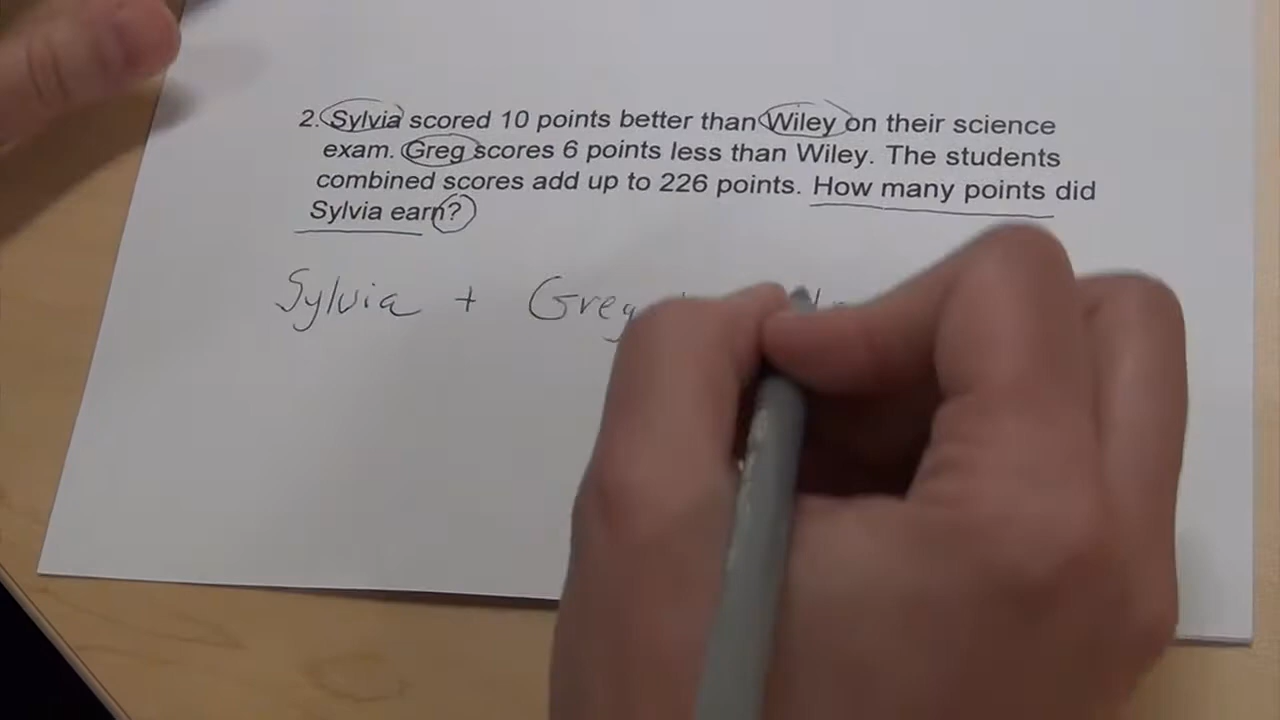 2. Sylvia scored 10 points better than Wiley on their science
exam. Greg scores 6 points less than Wiley. The students
combined scores add up to 226 points. How many points did
Sylvia earn?
Sylvia + Greg